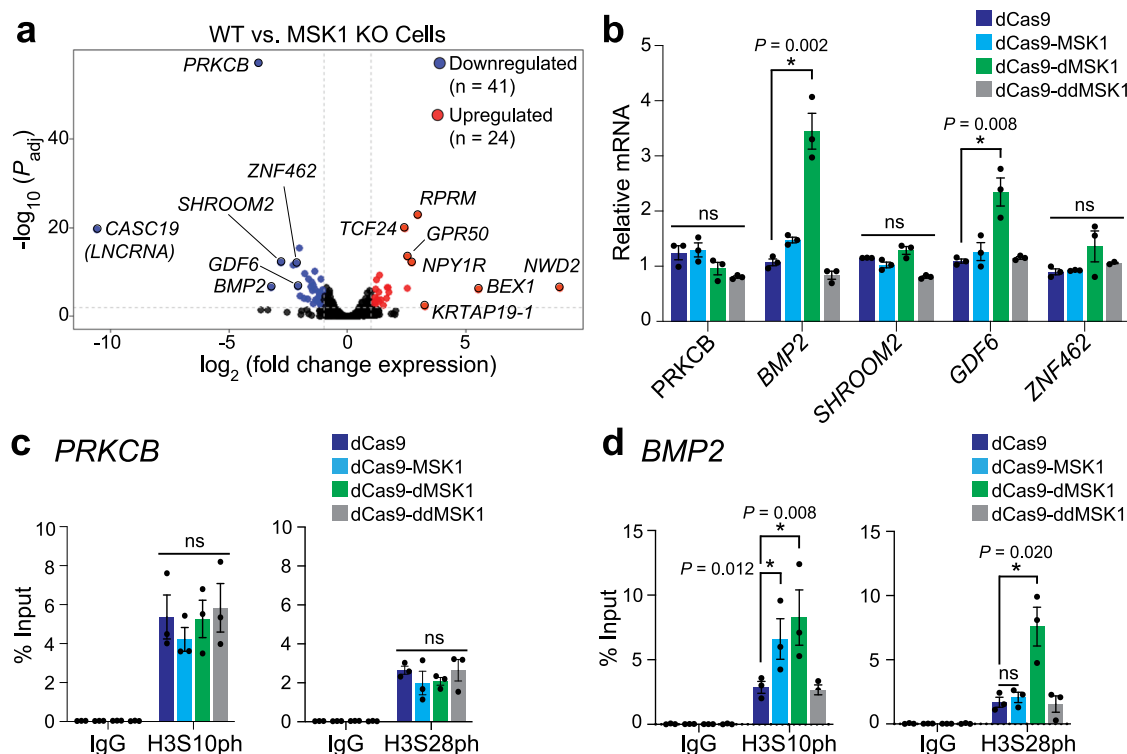 a
WT vs. MSK1 KO Cells
PRKCB
Downregulated
(n = 41)
Upregulated
(n = 24)
ZNF462
SHROOM2
CASC19
(LNCRNA)
GDF6
BMP2
RPRM
TCF24
GPR50
NPY1R
NWD2
BEX1
KRTAP19-1
-log10 (Padj)
40
20
0
-10
-5
0
5
log2 (fold change expression)
b
dCas9
dCas9-MSK1
dCas9-dMSK1
dCas9-ddMSK1
P = 0.002
*
P = 0.008
*
ns
ns
ns
Relative mRNA
5
4
3
2
1
0
PRKCB
BMP2
SHROOM2
GDF6
ZNF462
c
PRKCB
dCas9
dCas9-MSK1
dCas9-dMSK1
dCas9-ddMSK1
% Input
10
8
6
4
2
0
ns
IgG
H3S10ph
10
8
6
4
2
0
ns
IgG
H3S28ph
d
BMP2
dCas9
dCas9-MSK1
dCas9-dMSK1
dCas9-ddMSK1
% Input
15
10
5
0
P = 0.008
*
P = 0.012
*
IgG
H3S10ph
15
10
5
0
P = 0.020
*
ns
IgG
H3S28ph